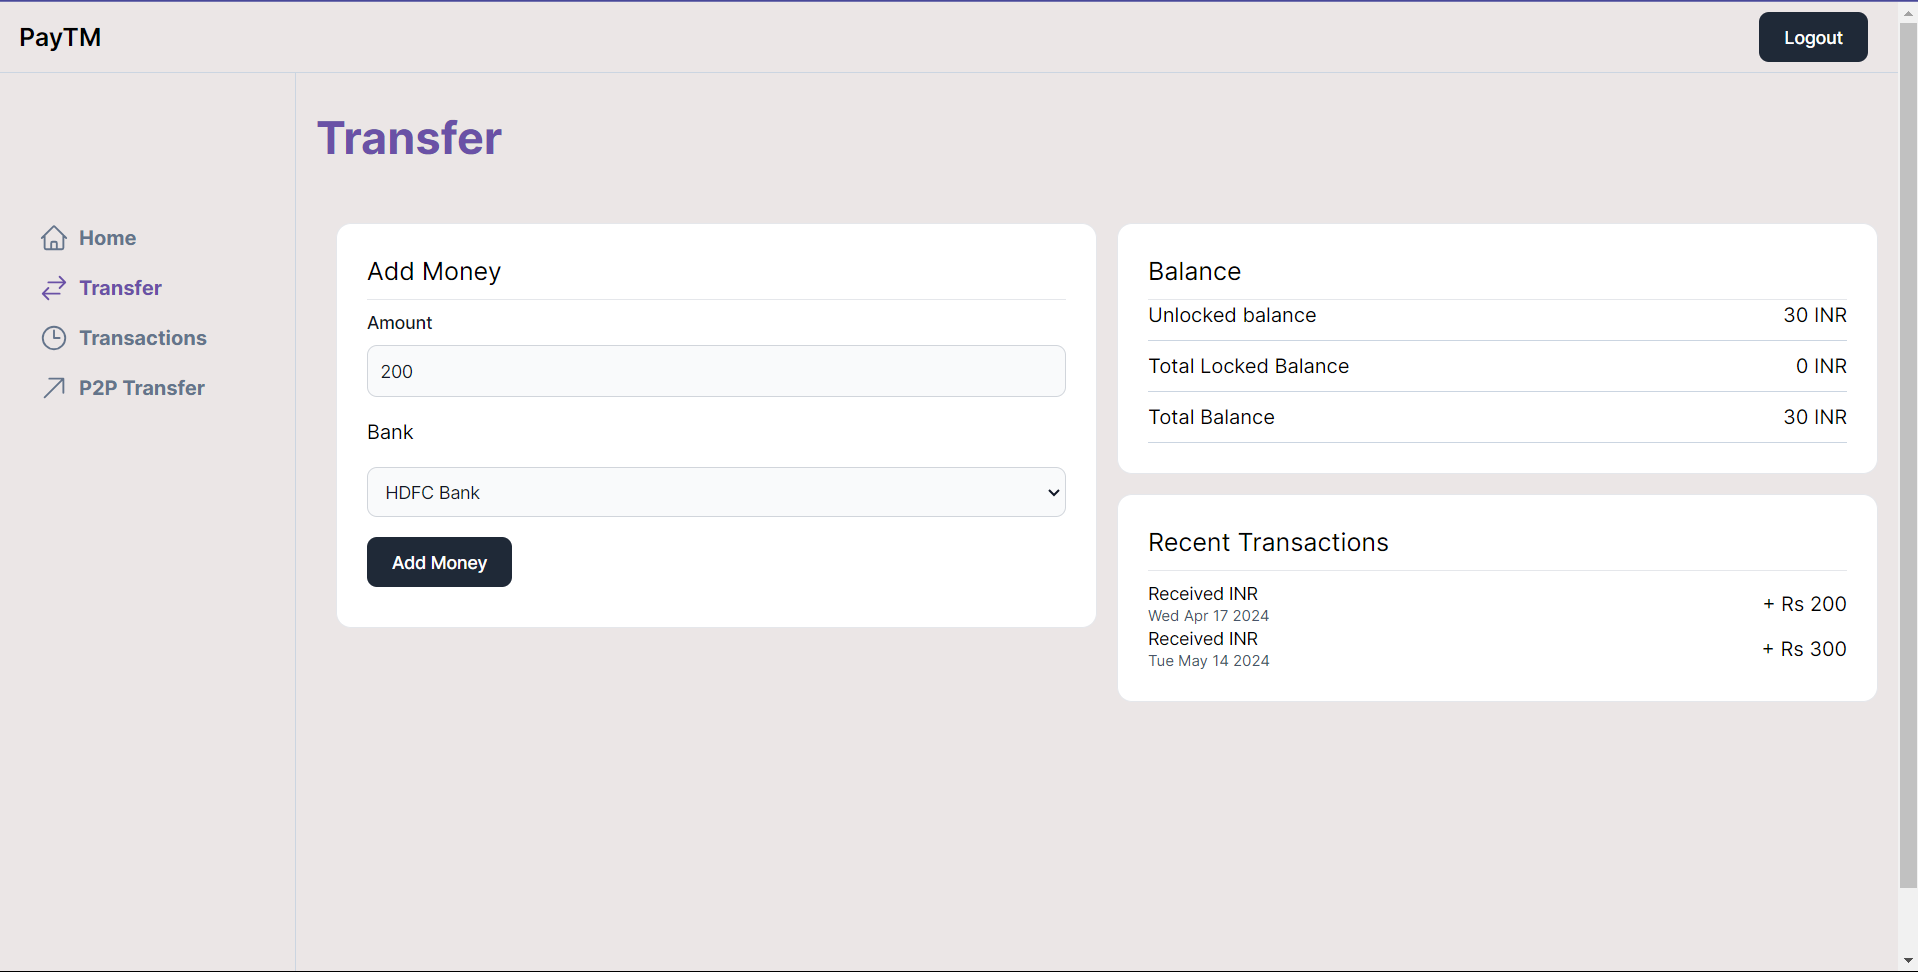 PayTM
Logout
Home
Transfer
Transactions
P2P Transfer
Transfer
Add Money
Amount
200
Bank
HDFC Bank
Add Money
Balance
Unlocked balance 30 INR
Total Locked Balance 0 INR
Total Balance 30 INR
Recent Transactions
Received INR
Wed Apr 17 2024
+ Rs 200
Received INR
Tue May 14 2024
+ Rs 300